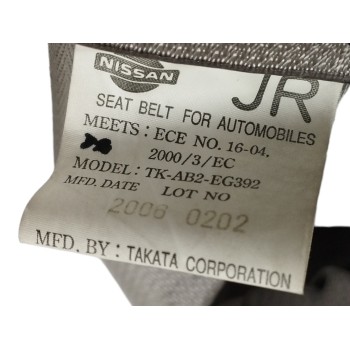 NISSAN
JR
SEAT BELT FOR AUTOMOBILES
MEETS: ECE NO. 16-04.
2000/3/EC
MODEL: TK-AB2-EG392
MFD. DATE LOT NO
2006 0202
MFD. BY: TAKATA CORPORATION